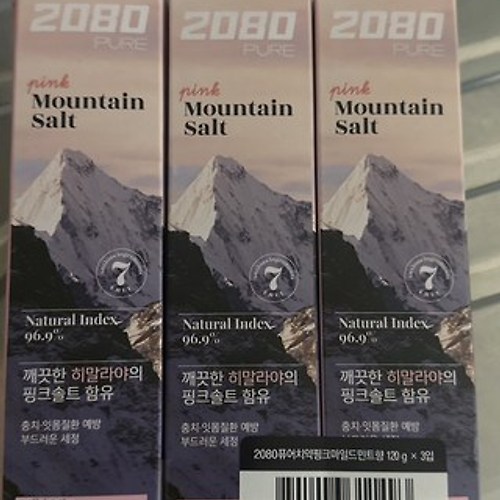 2080
PURE
pink
Mountain
Salt
7
FREE
Natural Index
96.9%
깨끗한 히말라야의
핑크솔트 함유
충치·잇몸질환 예방
부드러운 세정
2080
PURE
pink
Mountain
Salt
7
FREE
Natural Index
96.9%
깨끗한 히말라야의
핑크솔트 함유
충치·잇몸질환 예방
부드러운 세정
2080
PURE
pink
Mountain
Salt
7
FREE
Natural Index
96.9%
깨끗한 히말라야의
핑크솔트 함유
충치·잇몸질환 예방
2080퓨어치약핑크마일드민트향 120 g × 3입